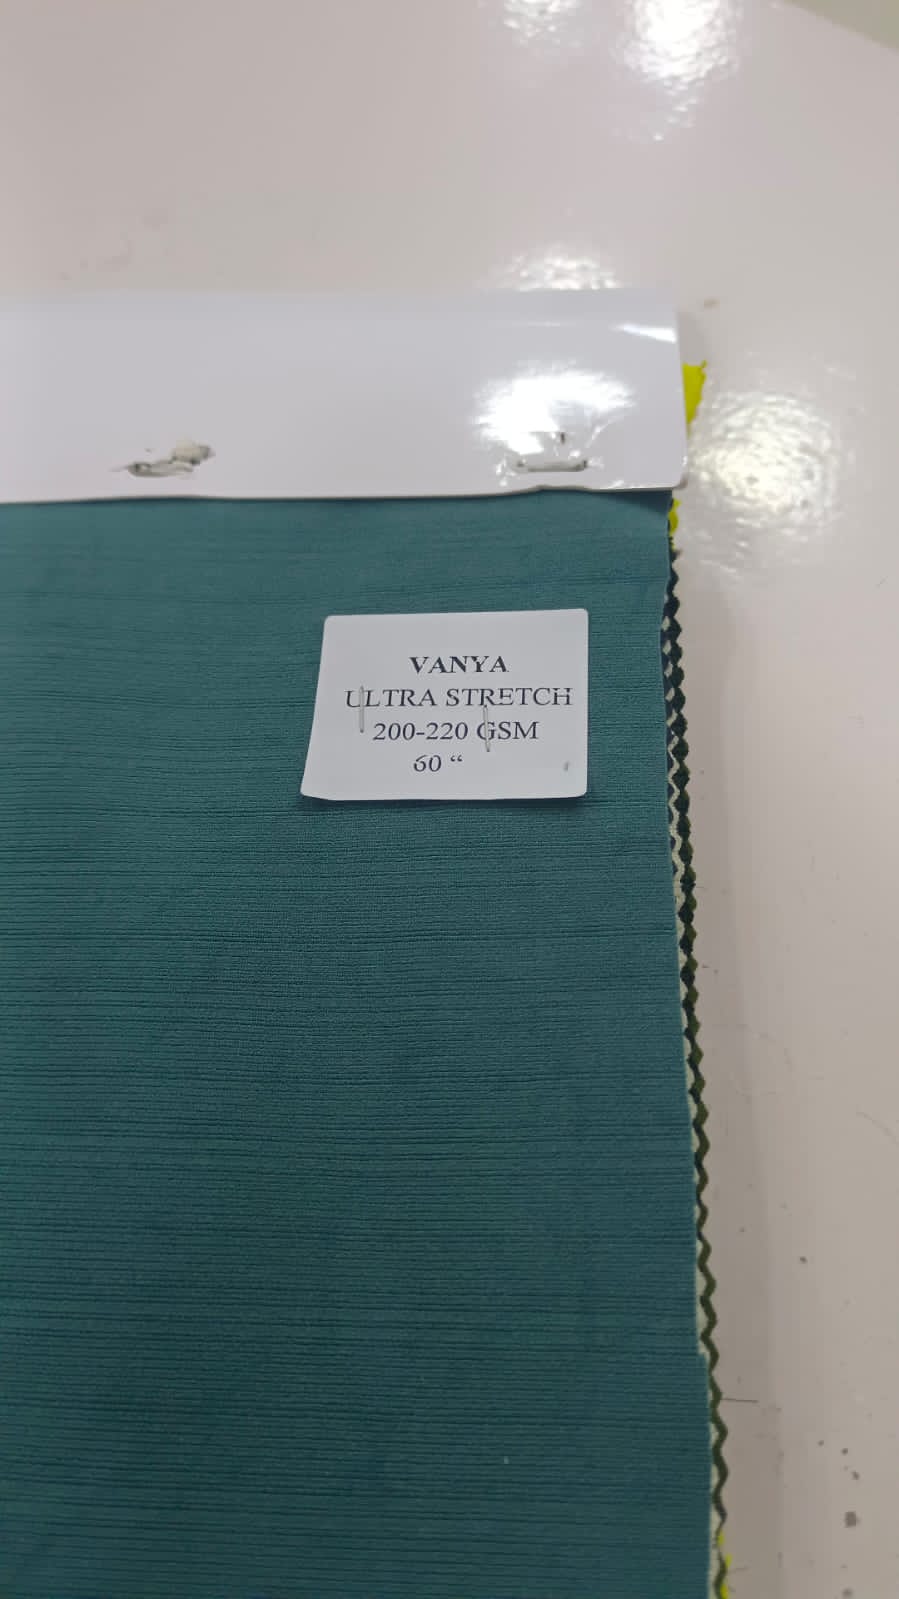 VANYA
ULTRA STRETCH
200-220 GSM
60 “